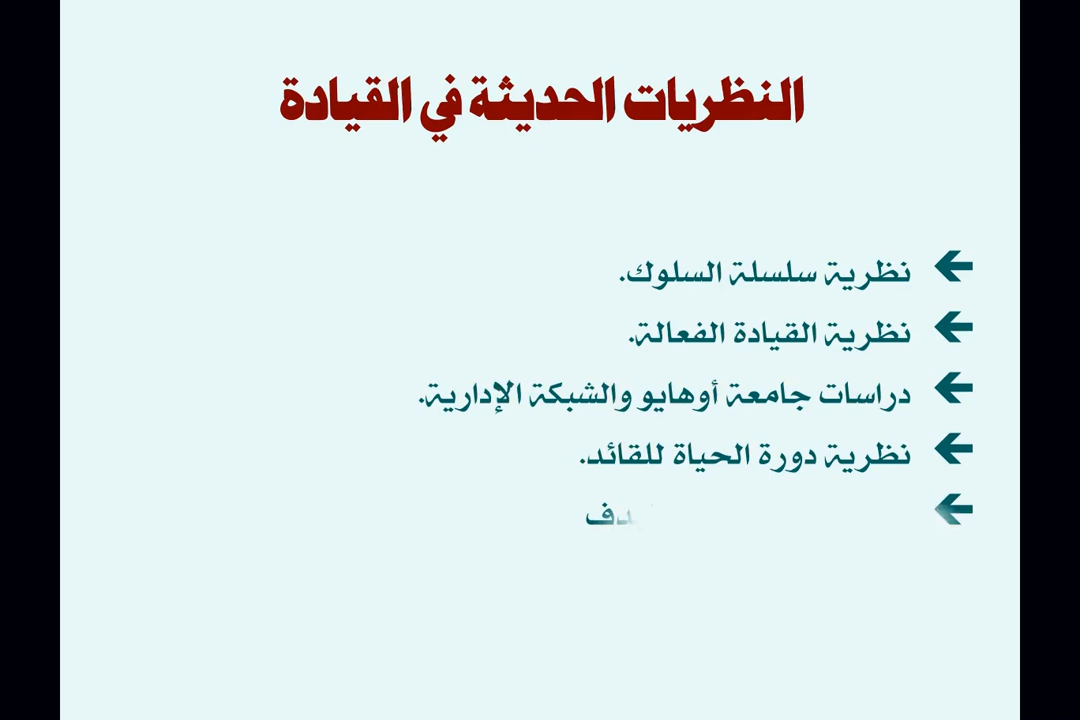 النظريات الحديثة في القيادة
نظرية سلسلة السلوك.
نظرية القيادة الفعالة.
دراسات جامعة أوهايو والشبكة الإدارية.
نظرية دورة الحياة للقائد.